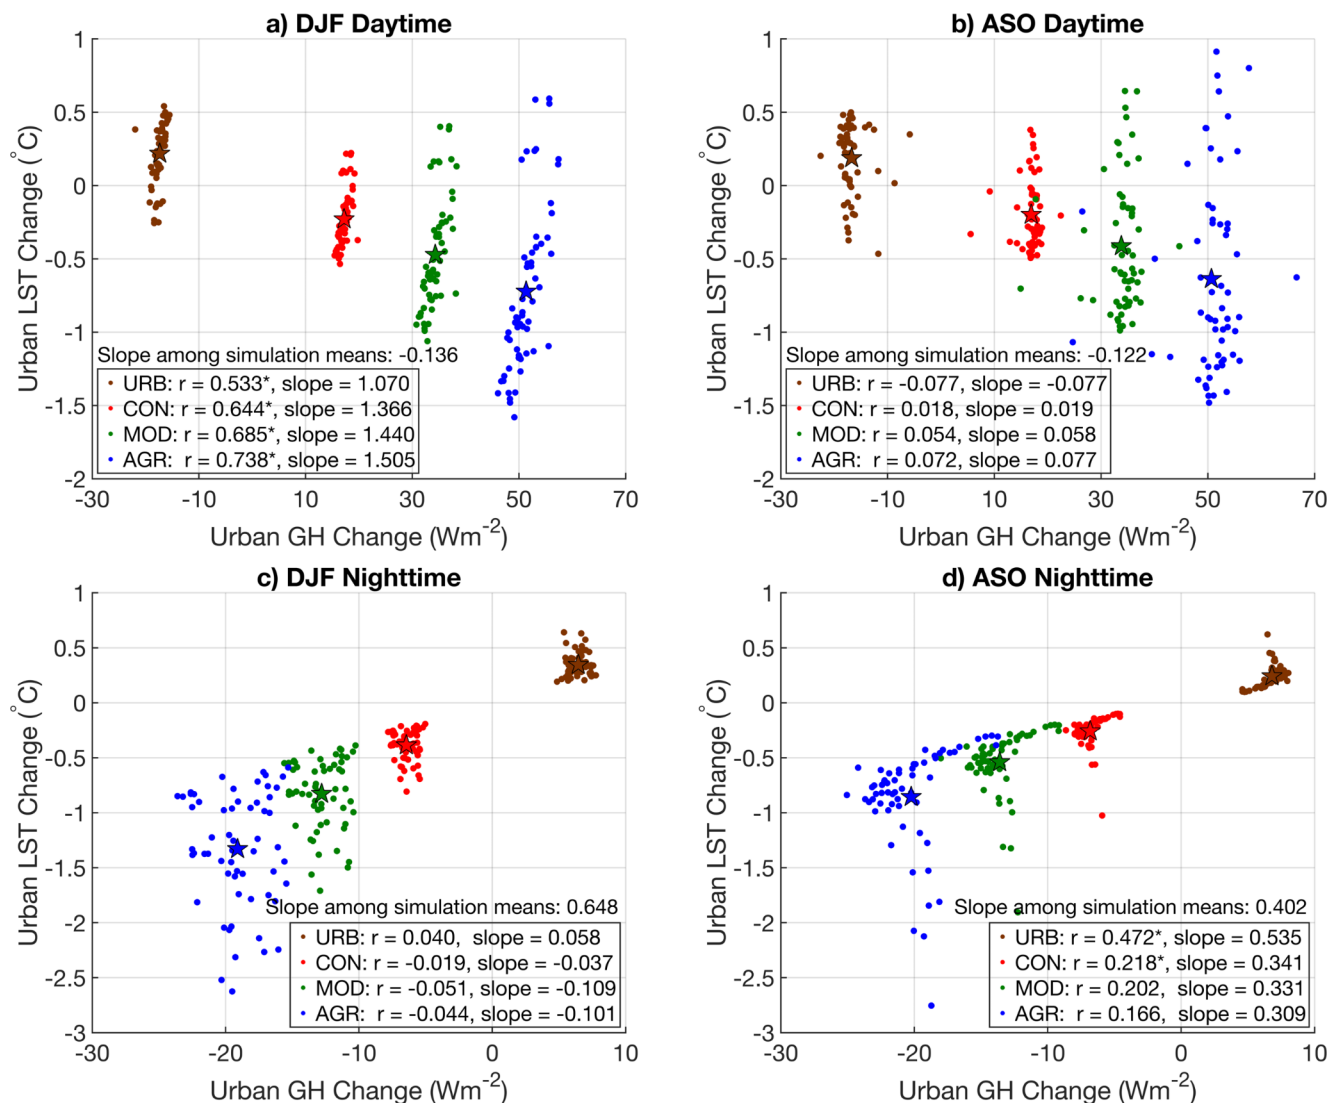 a) DJF Daytime
1
0.5
0
-0.5
-1
-1.5
-2
Urban LST Change (°C)
Slope among simulation means: -0.136
URB: r = 0.533*, slope = 1.070
CON: r = 0.644*, slope = 1.366
MOD: r = 0.685*, slope = 1.440
AGR: r = 0.738*, slope = 1.505
-30 -10 10 30 50 70
Urban GH Change (Wm-2)
b) ASO Daytime
1
0.5
0
-0.5
-1
-1.5
-2
Urban LST Change (°C)
Slope among simulation means: -0.122
URB: r = -0.077, slope = -0.077
CON: r = 0.018, slope = 0.019
MOD: r = 0.054, slope = 0.058
AGR: r = 0.072, slope = 0.077
-30 -10 10 30 50 70
Urban GH Change (Wm-2)
c) DJF Nighttime
1
0.5
0
-0.5
-1
-1.5
-2
-2.5
-3
Urban LST Change (°C)
Slope among simulation means: 0.648
URB: r = 0.040, slope = 0.058
CON: r = -0.019, slope = -0.037
MOD: r = -0.051, slope = -0.109
AGR: r = -0.044, slope = -0.101
-30 -20 -10 0 10
Urban GH Change (Wm-2)
d) ASO Nighttime
1
0.5
0
-0.5
-1
-1.5
-2
-2.5
-3
Urban LST Change (°C)
Slope among simulation means: 0.402
URB: r = 0.472*, slope = 0.535
CON: r = 0.218*, slope = 0.341
MOD: r = 0.202, slope = 0.331
AGR: r = 0.166, slope = 0.309
-30 -20 -10 0 10
Urban GH Change (Wm-2)